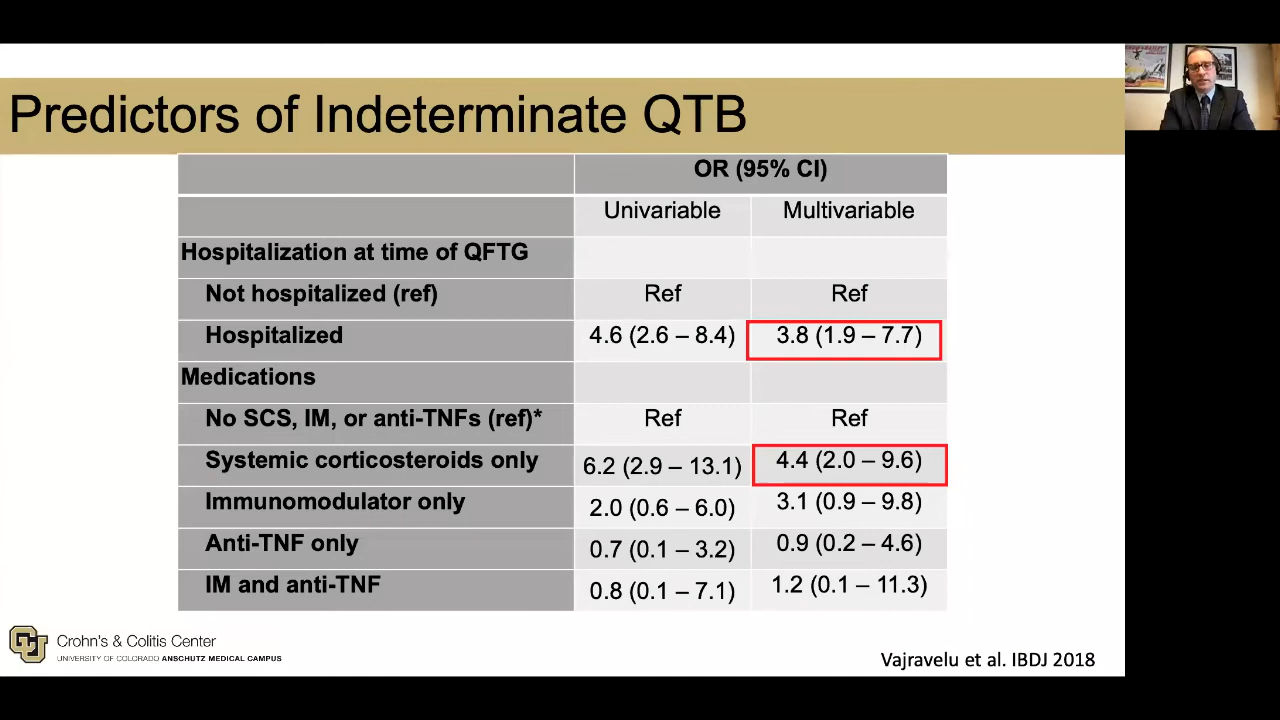 Predictors of Indeterminate QTB
OR (95% CI)
Univariable Multivariable
Hospitalization at time of QFTG
Not hospitalized (ref) Ref Ref
Hospitalized 4.6 (2.6 – 8.4) 3.8 (1.9 – 7.7)
Medications
No SCS, IM, or anti-TNFs (ref)* Ref Ref
Systemic corticosteroids only 6.2 (2.9 – 13.1) 4.4 (2.0 – 9.6)
Immunomodulator only 2.0 (0.6 – 6.0) 3.1 (0.9 – 9.8)
Anti-TNF only 0.7 (0.1 – 3.2) 0.9 (0.2 – 4.6)
IM and anti-TNF 0.8 (0.1 – 7.1) 1.2 (0.1 – 11.3)
Crohn's & Colitis Center
UNIVERSITY OF COLORADO ANSCHUTZ MEDICAL CAMPUS
Vajravelu et al. IBDJ 2018